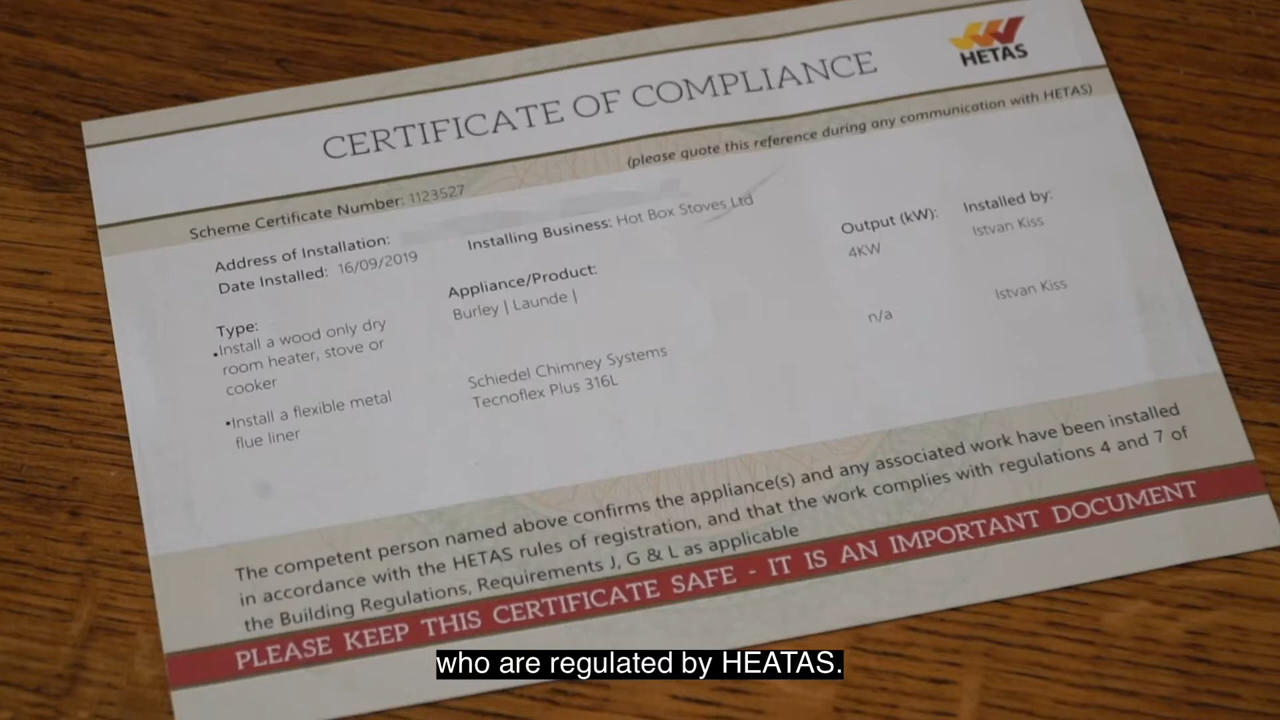 HETAS
CERTIFICATE OF COMPLIANCE
(please quote this reference during any communication with HETAS)
Scheme Certificate Number: 1123527
Address of Installation:
Date Installed: 16/09/2019
Installing Business: Hot Box Stoves Ltd
Output (kW):
Installed by:
Type:
•Install a wood only dry
room heater, stove or
cooker
Appliance/Product:
Burley | Launde |
4KW
Istvan Kiss
•Install a flexible metal
flue liner
Schiedel Chimney Systems
Tecnoflex Plus 316L
n/a
Istvan Kiss
The competent person named above confirms the appliance(s) and any associated work have been installed
in accordance with the HETAS rules of registration, and that the work complies with regulations 4 and 7 of
the Building Regulations, Requirements J, G & L as applicable
PLEASE KEEP THIS CERTIFICATE SAFE - IT IS AN IMPORTANT DOCUMENT
who are regulated by HEATAS.